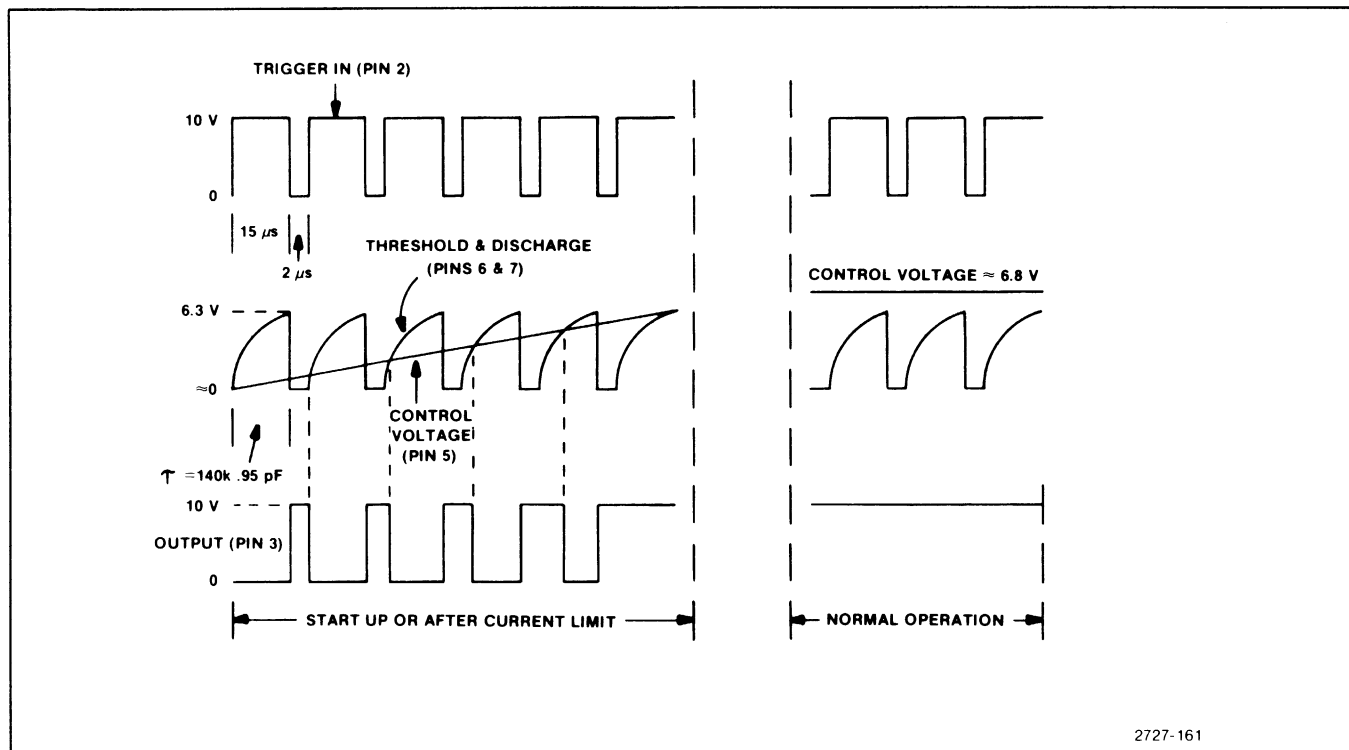 TRIGGER IN (PIN 2)
10 V
0
15 μs
2 μs
THRESHOLD & DISCHARGE
(PINS 6 & 7)
CONTROL VOLTAGE ≈ 6.8 V
6.3 V
≈0
CONTROL
VOLTAGE
(PIN 5)
τ =140k .95 pF
10 V
OUTPUT (PIN 3)
0
START UP OR AFTER CURRENT LIMIT
NORMAL OPERATION
2727-161